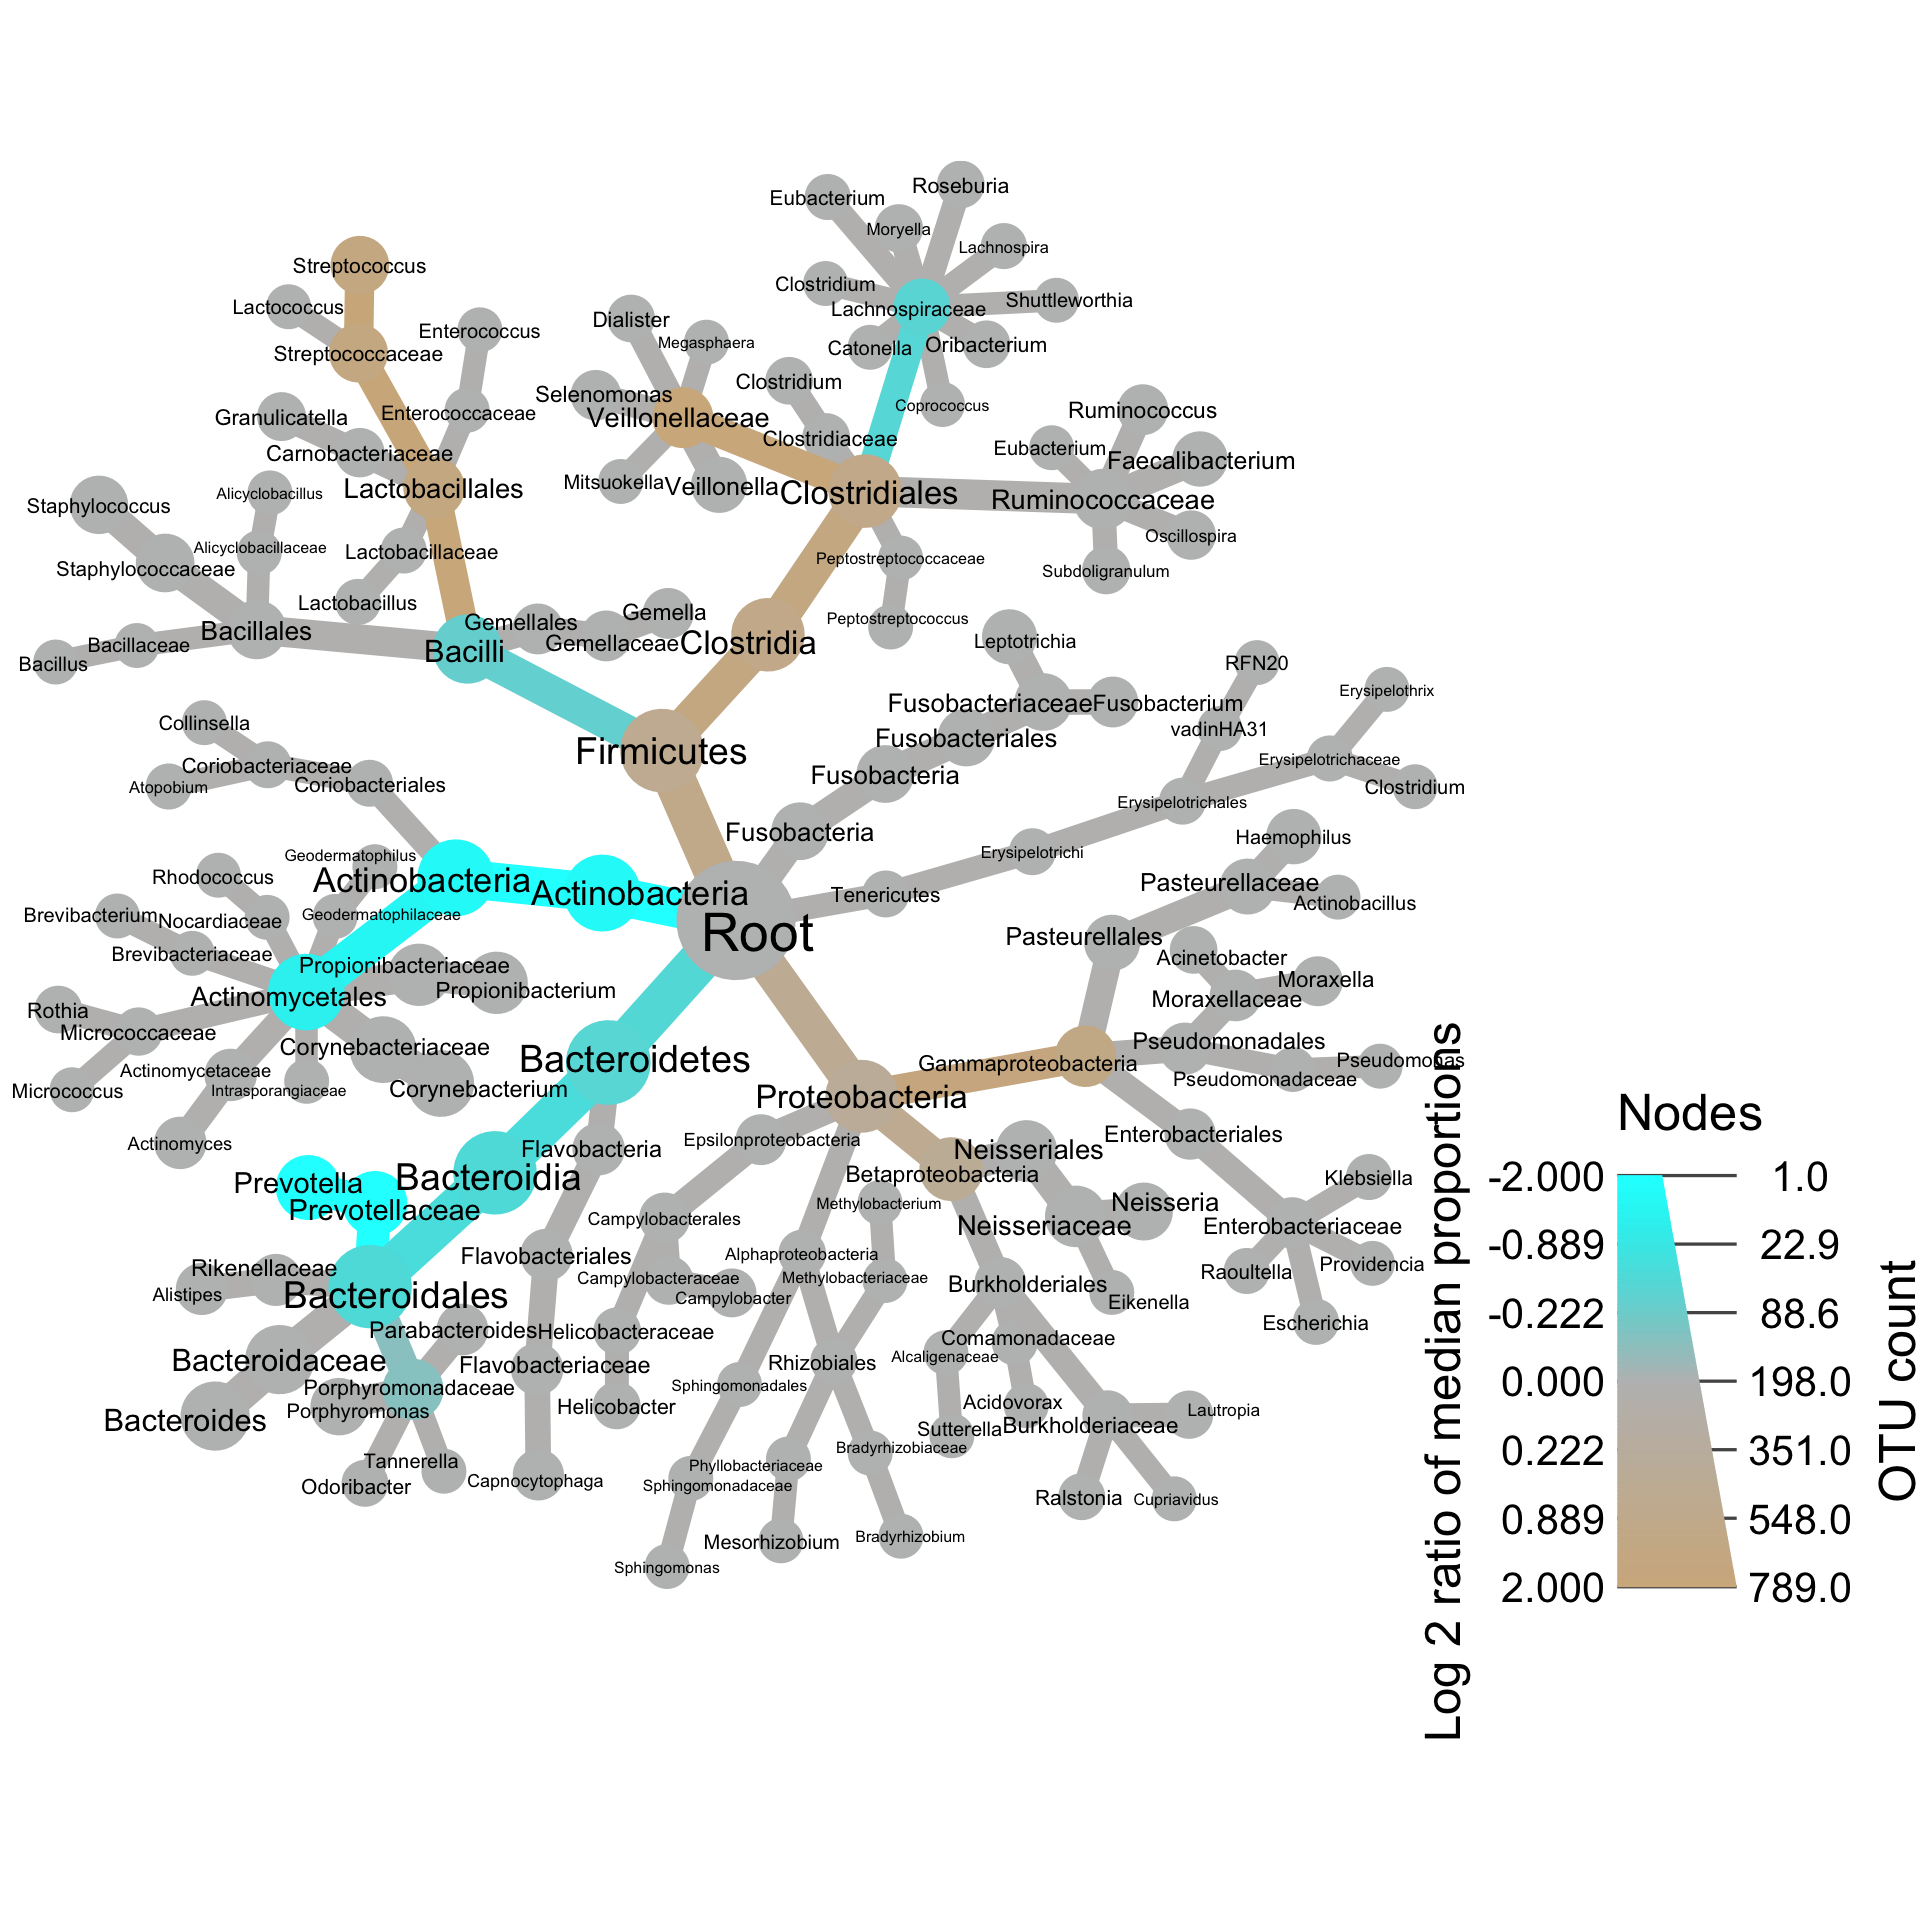 Eubacterium
Roseburia
Moryella
Lachnospira
Streptococcus
Clostridium
Lachnospiraceae
Shuttleworthia
Lactococcus
Enterococcus
Dialister
Megasphaera
Catonella
Oribacterium
Streptococcaceae
Clostridium
Selenomonas
Coprococcus
Ruminococcus
Granulicatella
Enterococcaceae
Veillonellaceae
Clostridiaceae
Eubacterium
Faecalibacterium
Carnobacteriaceae
Lactobacillales
Mitsuokella
Veillonella
Clostridiales
Ruminococcaceae
Staphylococcus
Alicyclobacillus
Oscillospira
Alicyclobacillaceae
Lactobacillaceae
Peptostreptococcaceae
Staphylococcaceae
Subdoligranulum
Lactobacillus
Gemella
Peptostreptococcus
Bacillales
Gemellales
Leptotrichia
Bacillaceae
Bacilli
Gemellaceae
Clostridia
Bacillus
RFN20
Erysipelothrix
Fusobacteriaceae
Fusobacterium
Collinsella
vadinHA31
Fusobacteriales
Firmicutes
Erysipelotrichaceae
Coriobacteriaceae
Fusobacteria
Atopobium
Coriobacteriales
Clostridium
Erysipelotrichales
Fusobacteria
Haemophilus
Geodermatophilus
Erysipelotrichi
Rhodococcus
Actinobacteria
Actinobacteria
Tenericutes
Pasteurellaceae
Actinobacillus
Brevibacterium
Nocardiaceae
Geodermatophilaceae
Root
Pasteurellales
Brevibacteriaceae
Propionibacteriaceae
Acinetobacter
Actinomycetales
Propionibacterium
Moraxella
Moraxellaceae
Rothia
Micrococcaceae
Corynebacteriaceae
Bacteroidetes
Gammaproteobacteria
Pseudomonadales
Pseudomonas
Actinomycetaceae
Pseudomonadaceae
Micrococcus
Intrasporangiaceae
Corynebacterium
Proteobacteria
Actinomyces
Flavobacteria
Epsilonproteobacteria
Neisseriales
Enterobacteriales
Prevotella
Bacteroidia
Betaproteobacteria
Klebsiella
Prevotellaceae
Methylobacterium
Neisseria
Campylobacterales
Neisseriaceae
Enterobacteriaceae
Rikenellaceae
Flavobacteriales
Alphaproteobacteria
Campylobacteraceae
Methylobacteriaceae
Burkholderiales
Raoultella
Providencia
Alistipes
Bacteroidales
Campylobacter
Eikenella
Parabacteroides
Helicobacteraceae
Comamonadaceae
Escherichia
Bacteroidaceae
Flavobacteriaceae
Rhizobiales
Alcaligenaceae
Porphyromonadaceae
Sphingomonadales
Porphyromonas
Helicobacter
Acidovorax
Lautropia
Bacteroides
Sutterella
Burkholderiaceae
Tannerella
Bradyrhizobiaceae
Odoribacter
Capnocytophaga
Phyllobacteriaceae
Sphingomonadaceae
Ralstonia
Cupriavidus
Mesorhizobium
Bradyrhizobium
Sphingomonas
Nodes
-2.000 1.0
-0.889 22.9
-0.222 88.6
0.000 198.0
0.222 351.0
0.889 548.0
2.000 789.0
Log 2 ratio of median proportions
OTU count